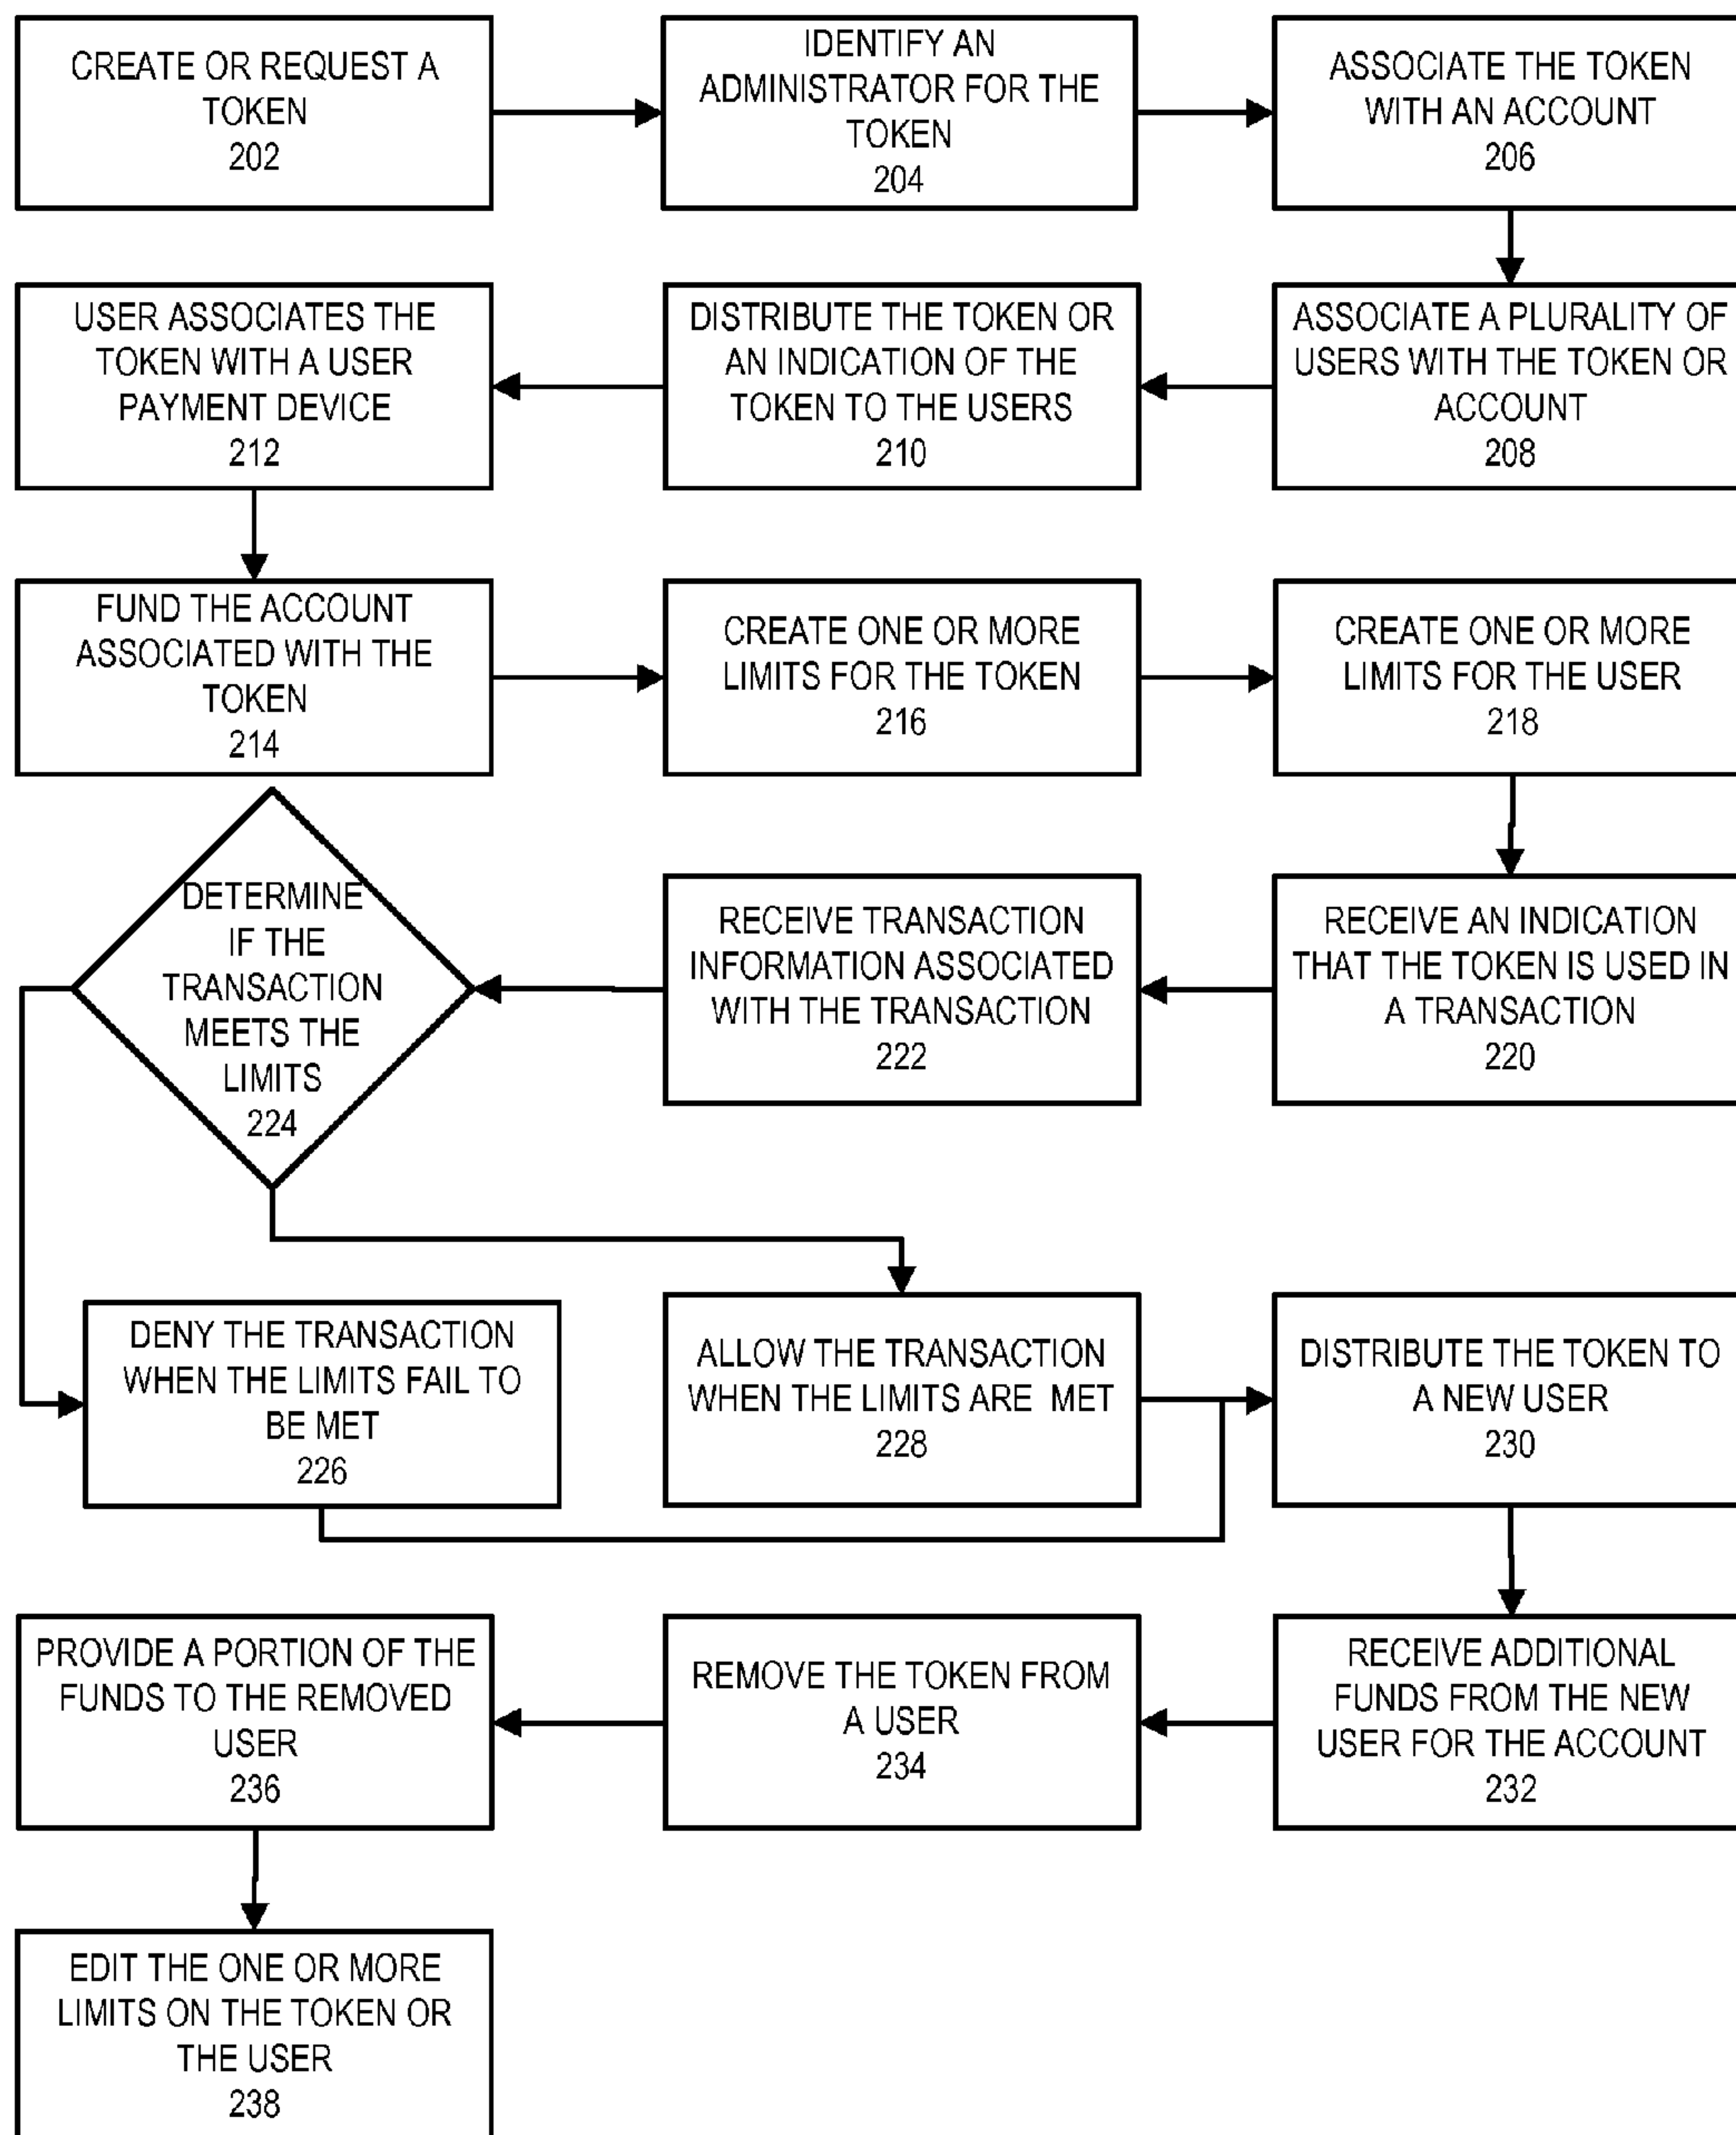 CREATE OR REQUEST A
TOKEN
202
IDENTIFY AN
ADMINISTRATOR FOR THE
TOKEN
204
ASSOCIATE THE TOKEN
WITH AN ACCOUNT
206
ASSOCIATE A PLURALITY OF
USERS WITH THE TOKEN OR
ACCOUNT
208
DISTRIBUTE THE TOKEN OR
AN INDICATION OF THE
TOKEN TO THE USERS
210
USER ASSOCIATES THE
TOKEN WITH A USER
PAYMENT DEVICE
212
FUND THE ACCOUNT
ASSOCIATED WITH THE
TOKEN
214
CREATE ONE OR MORE
LIMITS FOR THE TOKEN
216
CREATE ONE OR MORE
LIMITS FOR THE USER
218
RECEIVE AN INDICATION
THAT THE TOKEN IS USED IN
A TRANSACTION
220
RECEIVE TRANSACTION
INFORMATION ASSOCIATED
WITH THE TRANSACTION
222
DETERMINE
IF THE
TRANSACTION
MEETS THE
LIMITS
224
DENY THE TRANSACTION
WHEN THE LIMITS FAIL TO
BE MET
226
ALLOW THE TRANSACTION
WHEN THE LIMITS ARE MET
228
DISTRIBUTE THE TOKEN TO
A NEW USER
230
RECEIVE ADDITIONAL
FUNDS FROM THE NEW
USER FOR THE ACCOUNT
232
REMOVE THE TOKEN FROM
A USER
234
PROVIDE A PORTION OF THE
FUNDS TO THE REMOVED
USER
236
EDIT THE ONE OR MORE
LIMITS ON THE TOKEN OR
THE USER
238